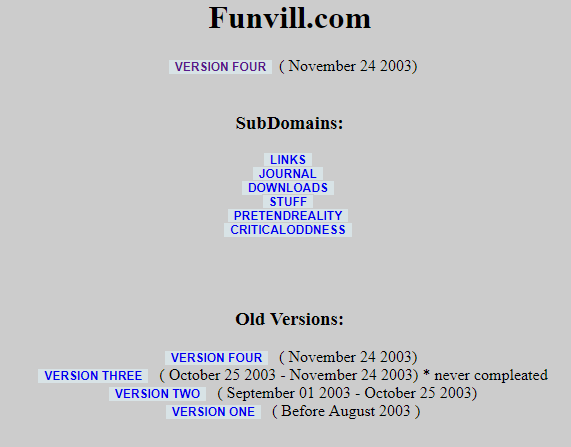 Funvill.com
VERSION FOUR ( November 24 2003)
SubDomains:
LINKS
JOURNAL
DOWNLOADS
STUFF
PRETENDREALITY
CRITICALODDNESS
Old Versions:
VERSION FOUR ( November 24 2003)
VERSION THREE ( October 25 2003 - November 24 2003) * never compleated
VERSION TWO ( September 01 2003 - October 25 2003)
VERSION ONE ( Before August 2003 )